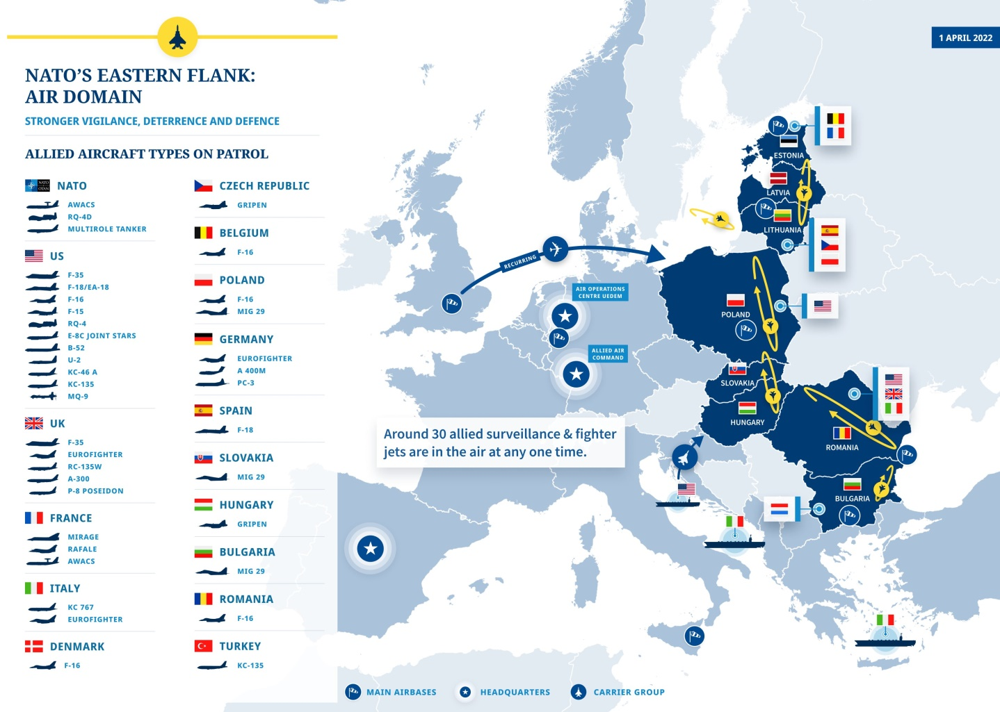 NATO'S EASTERN FLANK:
AIR DOMAIN
STRONGER VIGILANCE, DETERRENCE AND DEFENCE
ALLIED AIRCRAFT TYPES ON PATROL
NATO
OTAN
NATO
AWACS
RQ-4D
MULTIROLE TANKER
US
F-35
F-18/EA-18
F-16
F-15
RQ-4
E-8C JOINT STARS
B-52
U-2
KC-46 A
KC-135
MQ-9
UK
F-35
EUROFIGHTER
RC-135W
A-300
P-8 POSEIDON
FRANCE
MIRAGE
RAFALE
AWACS
ITALY
KC 767
EUROFIGHTER
DENMARK
F-16
CZECH REPUBLIC
GRIPEN
BELGIUM
F-16
POLAND
F-16
MIG 29
GERMANY
EUROFIGHTER
A 400M
PC-3
SPAIN
F-18
SLOVAKIA
MIG 29
HUNGARY
GRIPEN
BULGARIA
MIG 29
ROMANIA
F-16
TURKEY
KC-135
1 APRIL 2022
ESTONIA
LATVIA
LITHUANIA
RECURRING
AIR OPERATIONS
CENTRE UEDEM
POLAND
ALLIED AIR
COMMAND
SLOVAKIA
HUNGARY
Around 30 allied surveillance & fighter
jets are in the air at any one time.
ROMANIA
BULGARIA
MAIN AIRBASES
HEADQUARTERS
CARRIER GROUP